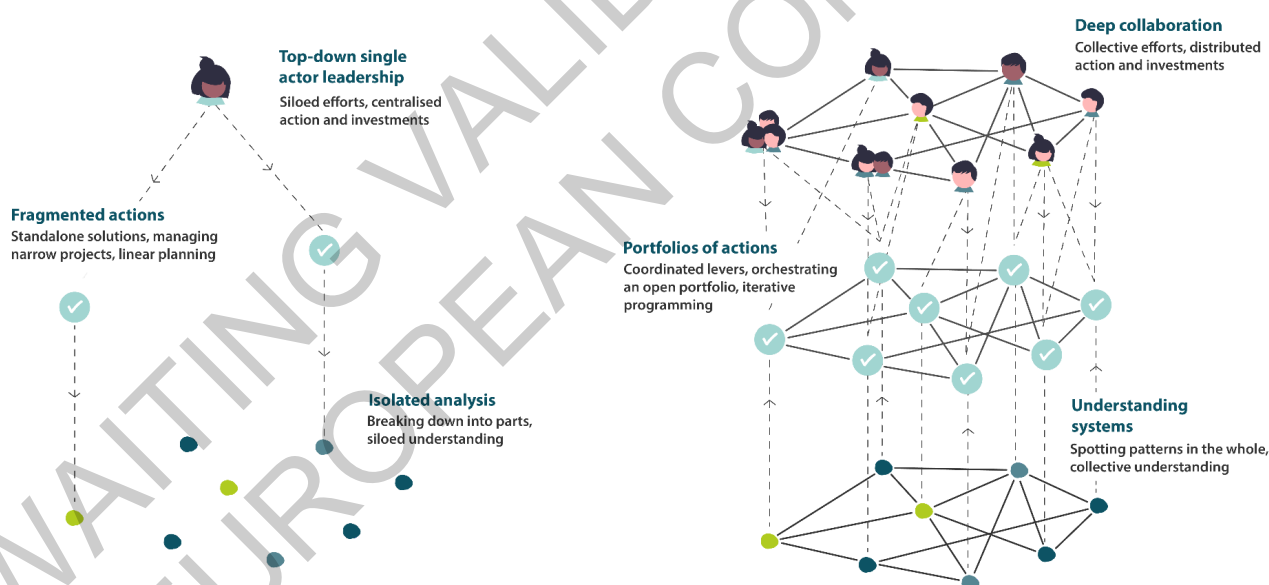 Top-down single
actor leadership
Siloed efforts, centralised
action and investments
Fragmented actions
Standalone solutions, managing
narrow projects, linear planning
Isolated analysis
Breaking down into parts,
siloed understanding
Deep collaboration
Collective efforts, distributed
action and investments
Portfolios of actions
Coordinated levers, orchestrating
an open portfolio, iterative
programming
Understanding
systems
Spotting patterns in the whole,
collective understanding
WAITING VALID
EUROPEAN CO